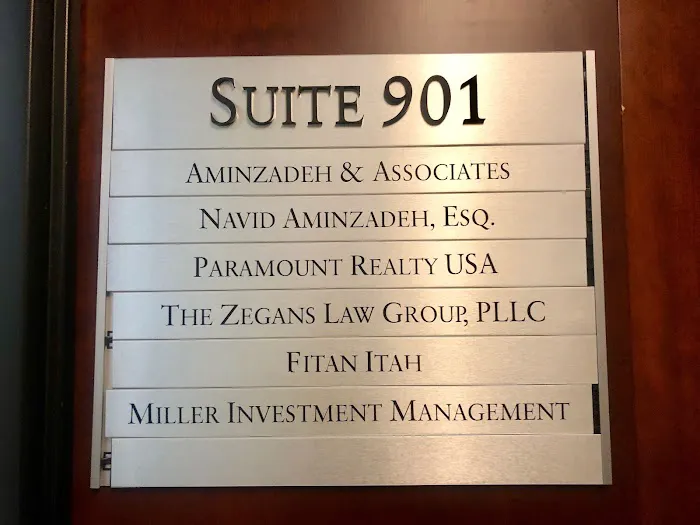 SUITE 901
AMINZADEH & ASSOCIATES
NAVID AMINZADEH, ESQ.
PARAMOUNT REALTY USA
THE ZEGANS LAW GROUP, PLLC
FITAN ITAH
MILLER INVESTMENT MANAGEMENT